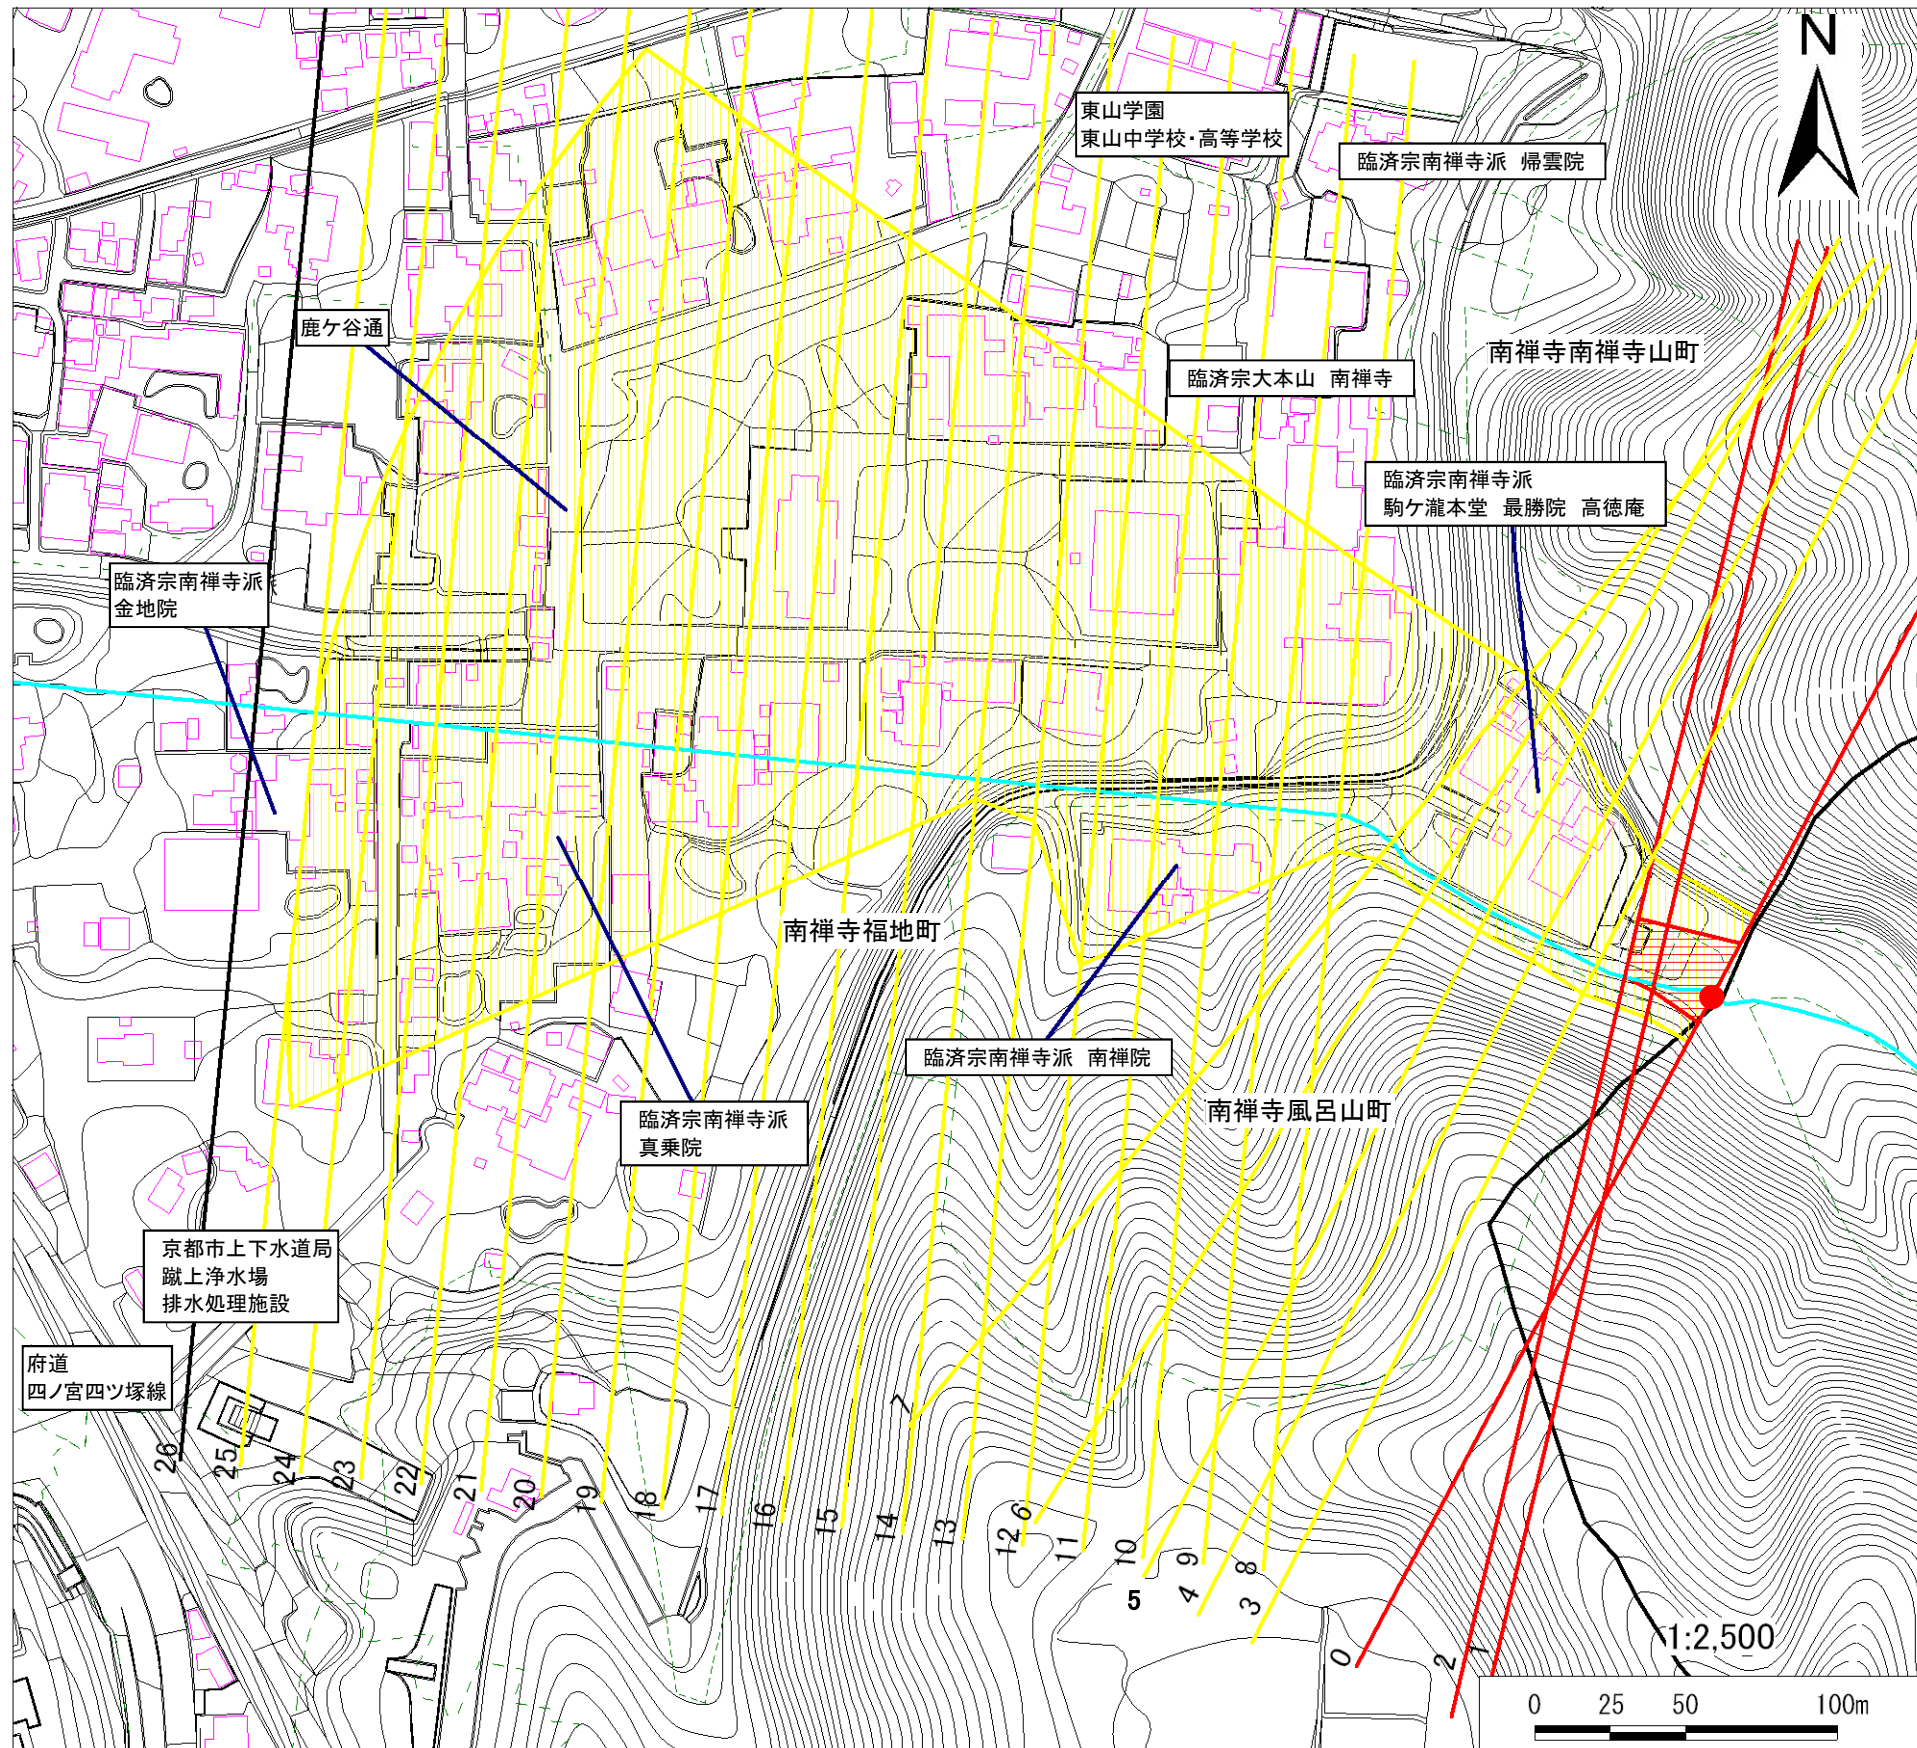 N
東山学園
東山中学校・高等学校
臨済宗南禅寺派 帰雲院
鹿ケ谷通
南禅寺南禅寺山町
臨済宗大本山 南禅寺
臨済宗南禅寺派
駒ケ瀧本堂 最勝院 高徳庵
臨済宗南禅寺派
金地院
南禅寺福地町
臨済宗南禅寺派 南禅院
臨済宗南禅寺派
真乗院
南禅寺風呂山町
京都市上下水道局
蹴上浄水場
排水処理施設
府道
四ノ宮四ツ塚線
26
25
24
23
22
21
20
19
18
17
16
15
14
7
13
12
6
11
10
5
9
4
8
3
0
2
1
1:2,500
0 25 50 100m